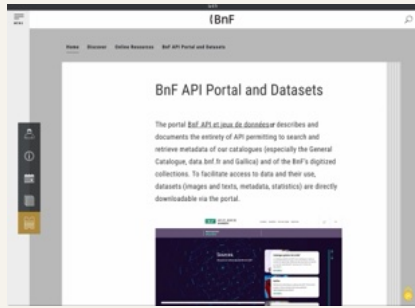 MENU
{BnF
Home Discover Online Resources BnF API Portal and Datasets
BnF API Portal and Datasets
The portal BnF API et jeux de données describes and
documents the entirety of API permitting to search and
retrieve metadata of our catalogues (especially the General
Catalogue, data.bnf.fr and Gallica) and of the BnF's digitized
collections. To facilitate access to data and their use,
datasets (images and texts, metadata, statistics) are directly
downloadable via the portal.
Sources